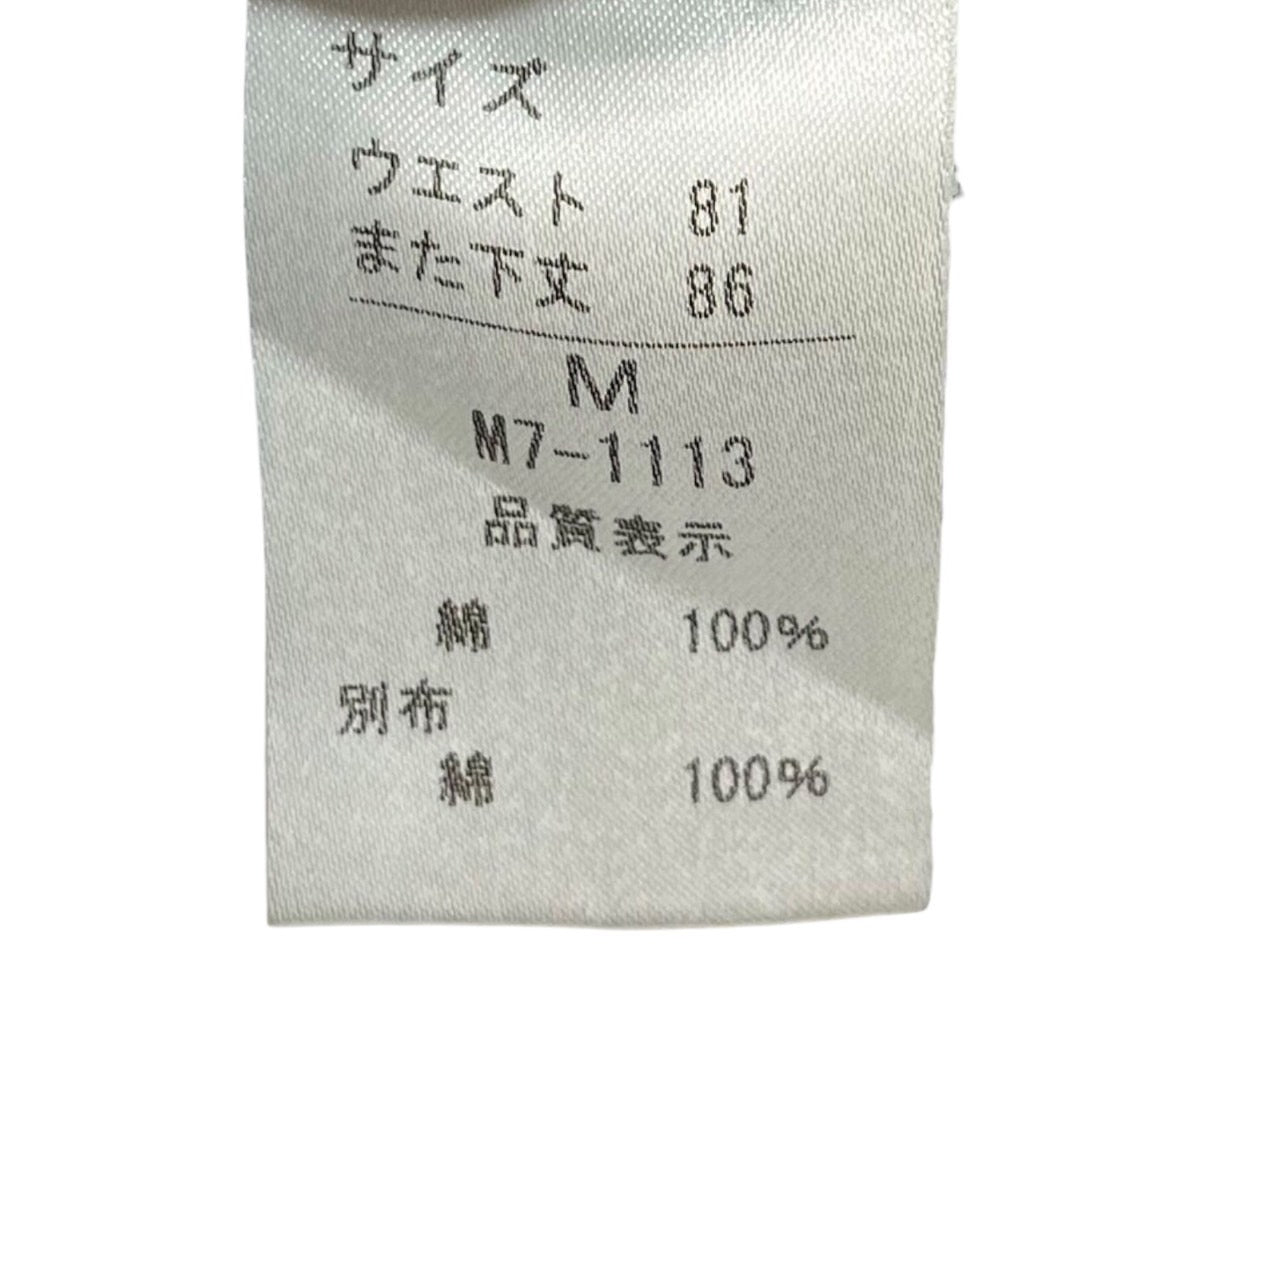 サイズ
ウエスト 81
また下丈 86
M
M7-1113
品質表示
綿 100%
別布
綿 100%